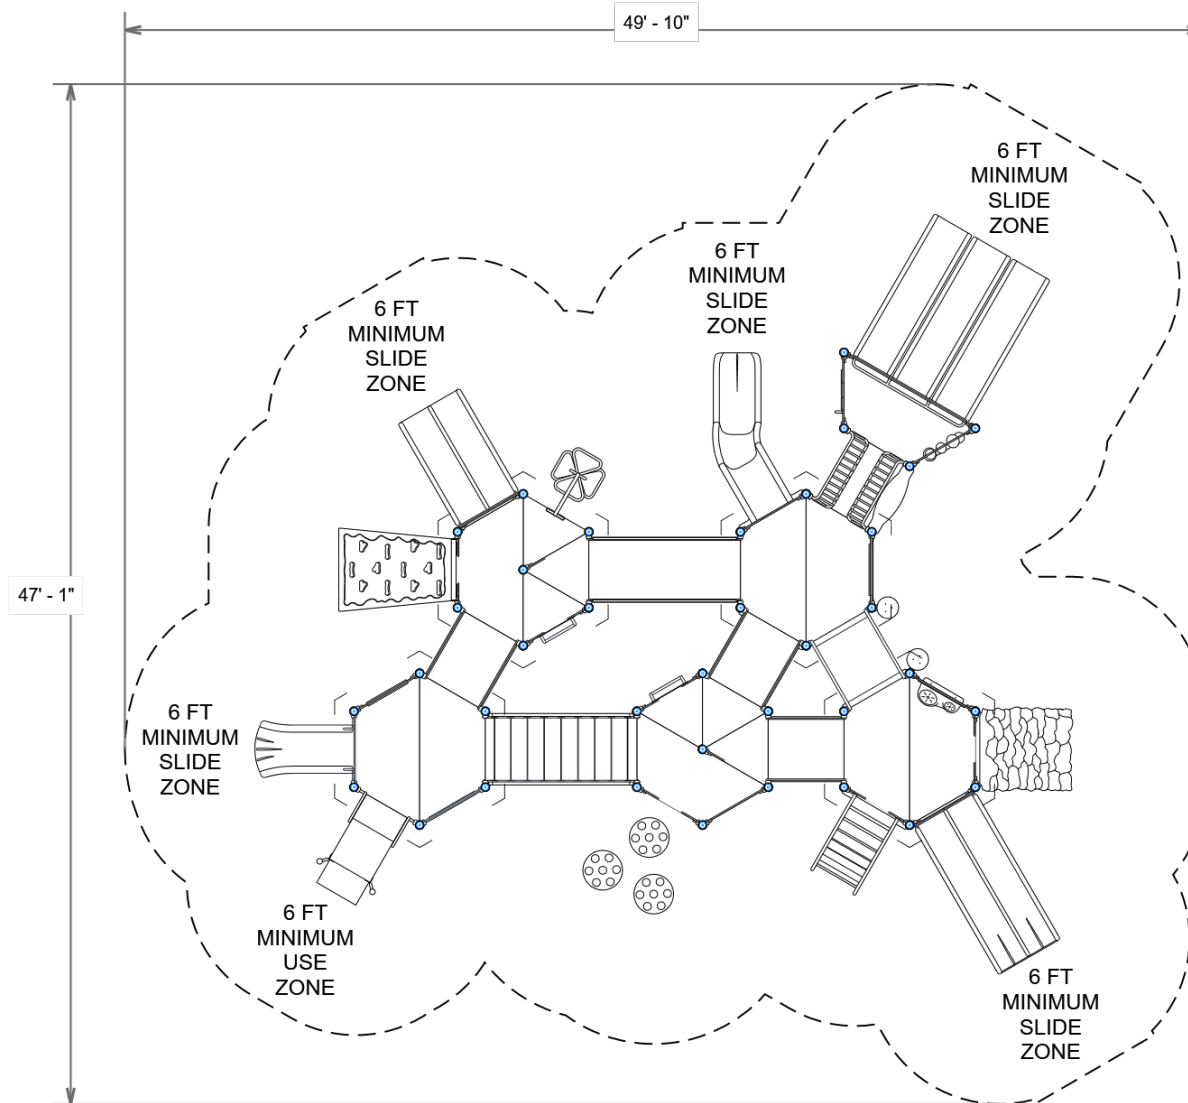 49' - 10"
6 FT
MINIMUM
SLIDE
ZONE
6 FT
MINIMUM
SLIDE
ZONE
6 FT
MINIMUM
SLIDE
ZONE
47' - 1"
6 FT
MINIMUM
SLIDE
ZONE
6 FT
MINIMUM
USE
ZONE
6 FT
MINIMUM
SLIDE
ZONE